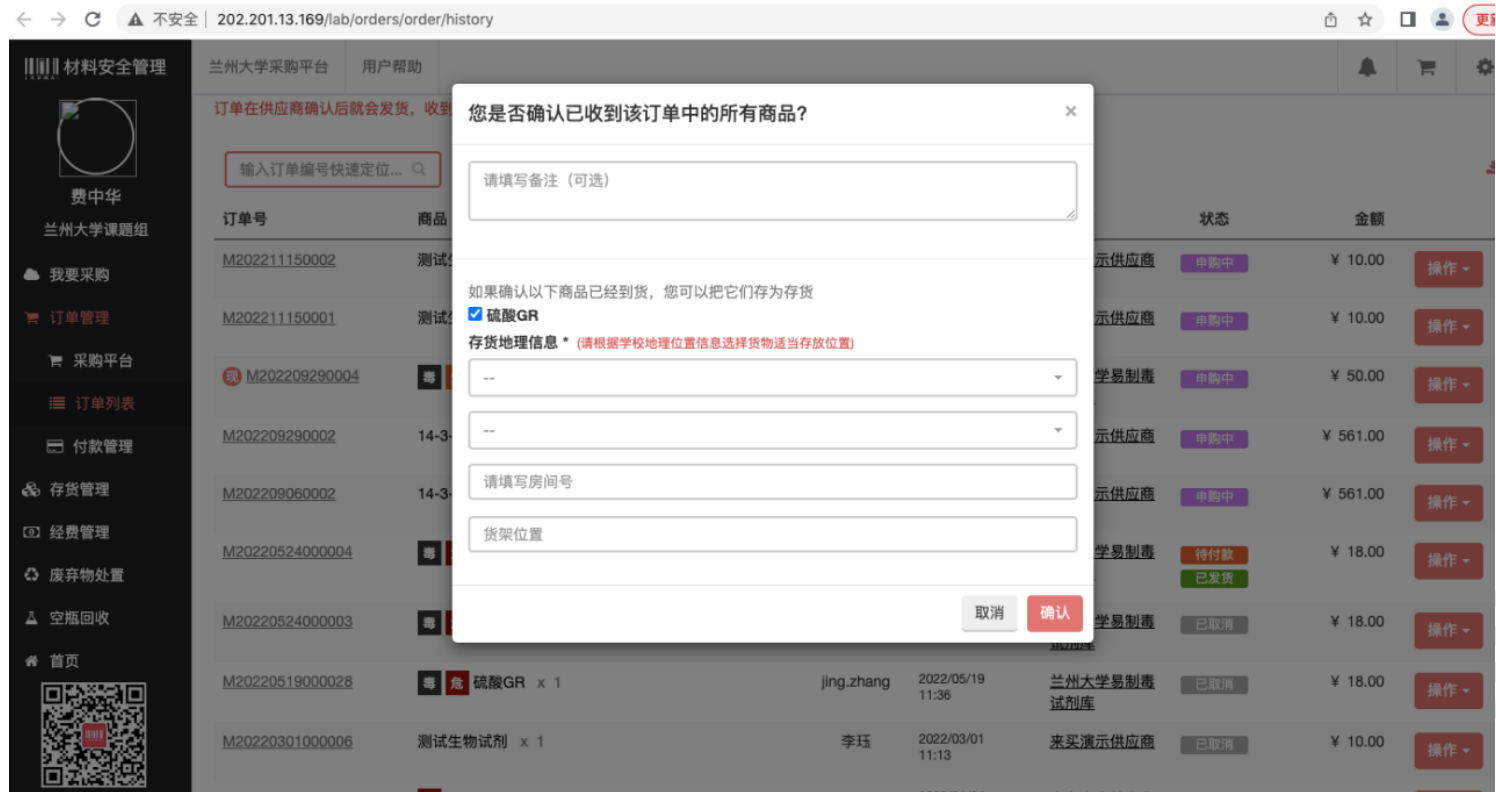 不安全 202.201.13.169/lab/orders/order/history
材料安全管理
LABMAI
兰州大学采购平台 用户帮助
费中华
兰州大学课题组
我要采购
订单管理
采购平台
订单列表
付款管理
存货管理
经费管理
废弃物处置
空瓶回收
首页
订单在供应商确认后就会发货，收到
输入订单编号快速定位...
订单号 商品 状态 金额
M202211150002 测试 示供应商 申购中 ¥ 10.00 操作
M202211150001 测试 示供应商 申购中 ¥ 10.00 操作
现 M202209290004 毒 学易制毒 申购中 ¥ 50.00 操作
M202209290002 14-3- 示供应商 申购中 ¥ 561.00 操作
M202209060002 14-3- 示供应商 申购中 ¥ 561.00 操作
M20220524000004 毒 学易制毒 待付款 ¥ 18.00 操作
已发货
M20220524000003 毒 学易制毒 已取消 ¥ 18.00 操作
试剂库
M20220519000028 毒 危 硫酸GR x 1 jing.zhang 2022/05/19 兰州大学易制毒 已取消 ¥ 18.00 操作
11:36 试剂库
M20220301000006 测试生物试剂 x 1 李珏 2022/03/01 来买演示供应商 已取消 ¥ 10.00 操作
11:13
您是否确认已收到该订单中的所有商品? ×
请填写备注（可选）
如果确认以下商品已经到货，您可以把它们存为存货
硫酸GR
存货地理信息 * (请根据学校地理位置信息选择货物适当存放位置)
--
--
请填写房间号
货架位置
取消 确认